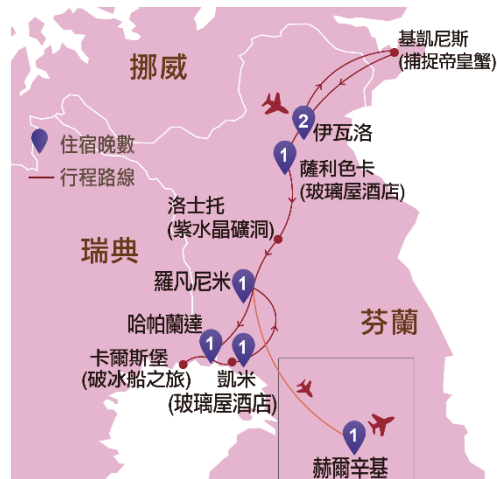 挪威
基凱尼斯
(捕捉帝皇蟹)
2
伊瓦洛
住宿晚數
行程路線
1
薩利色卡
(玻璃屋酒店)
洛士托
(紫水晶礦洞)
瑞典
羅凡尼米
1
芬蘭
哈帕蘭達
1
1
卡爾斯堡
(破冰船之旅)
凱米
(玻璃屋酒店)
1
赫爾辛基